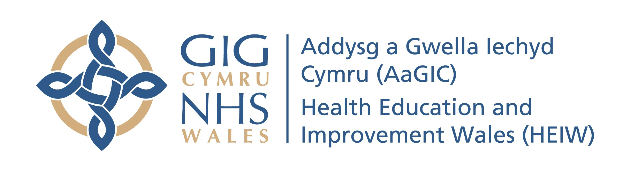 GIG
CYMRU
NHS
WALES
Addysg a Gwella Iechyd
Cymru (AaGIC)
Health Education and
Improvement Wales (HEIW)